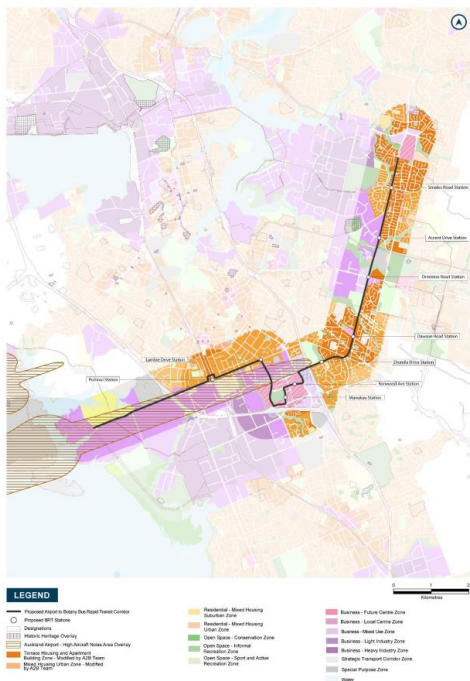 Smales Road Station
Accent Drive Station
Ormiston Road Station
Dawson Road Station
Lambie Drive Station
Diorella Drive Station
Puhinui Station
Ronwood Ave Station
Manukau Station
LEGEND
Proposed Airport to Botany Bus Rapid Transit Corridor
Proposed BRT Stations
Designations
Historic Heritage Overlay
Auckland Airport - High Aircraft Noise Area Overlay
Terrace Housing and Apartment
Building Zone - Modified by A2B Team
Mixed Housing Urban Zone - Modified
by A2B Team
Residential - Mixed Housing
Suburban Zone
Residential - Mixed Housing
Urban Zone
Open Space - Conservation Zone
Open Space - Informal
Recreation Zone
Open Space - Sport and Active
Recreation Zone
0 1 2
Kilometres
Business - Future Centre Zone
Business - Local Centre Zone
Business - Mixed Use Zone
Business - Light Industry Zone
Business - Heavy Industry Zone
Strategic Transport Corridor Zone
Special Purpose Zone
Water